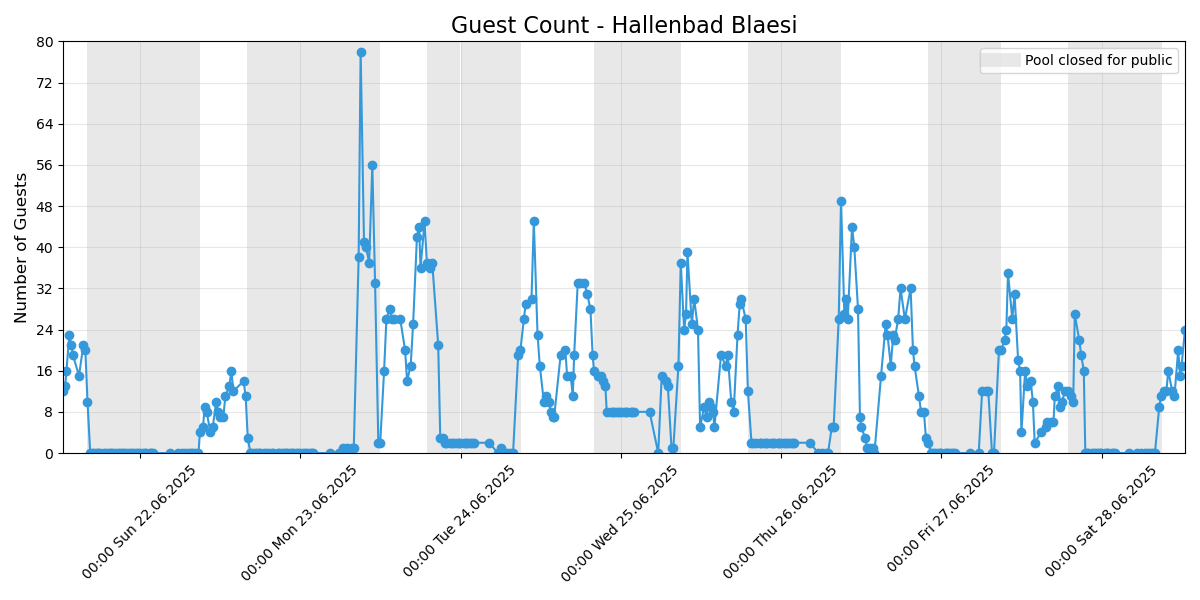 Guest Count - Hallenbad Blaesi
Pool closed for public
Number of Guests
80
72
64
56
48
40
32
24
16
8
0
00:00 Sun 22.06.2025
00:00 Mon 23.06.2025
00:00 Tue 24.06.2025
00:00 Wed 25.06.2025
00:00 Thu 26.06.2025
00:00 Fri 27.06.2025
00:00 Sat 28.06.2025